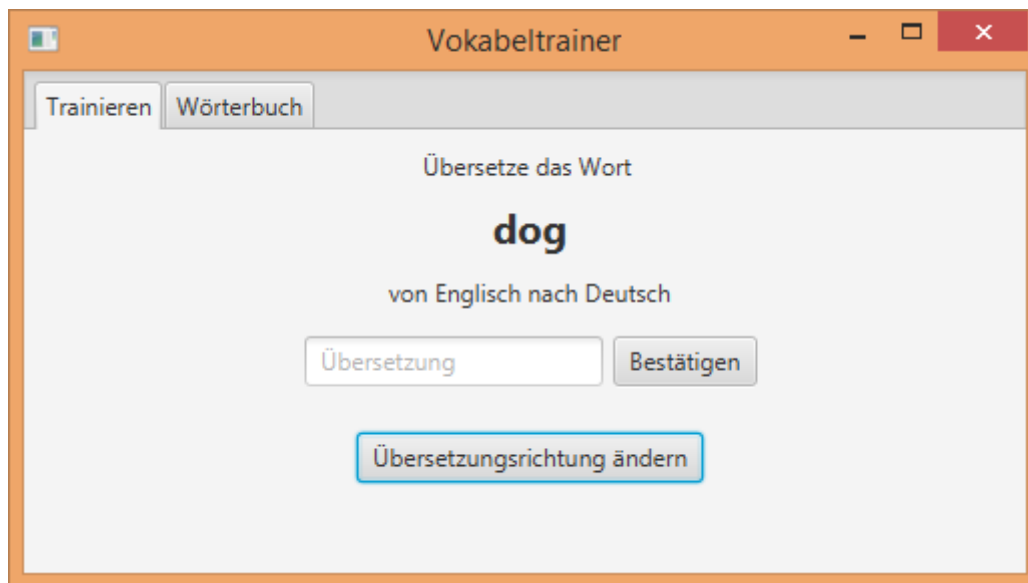 Vokabeltrainer
Trainieren Wörterbuch
Übersetze das Wort
dog
von Englisch nach Deutsch
Übersetzung Bestätigen
Übersetzungsrichtung ändern